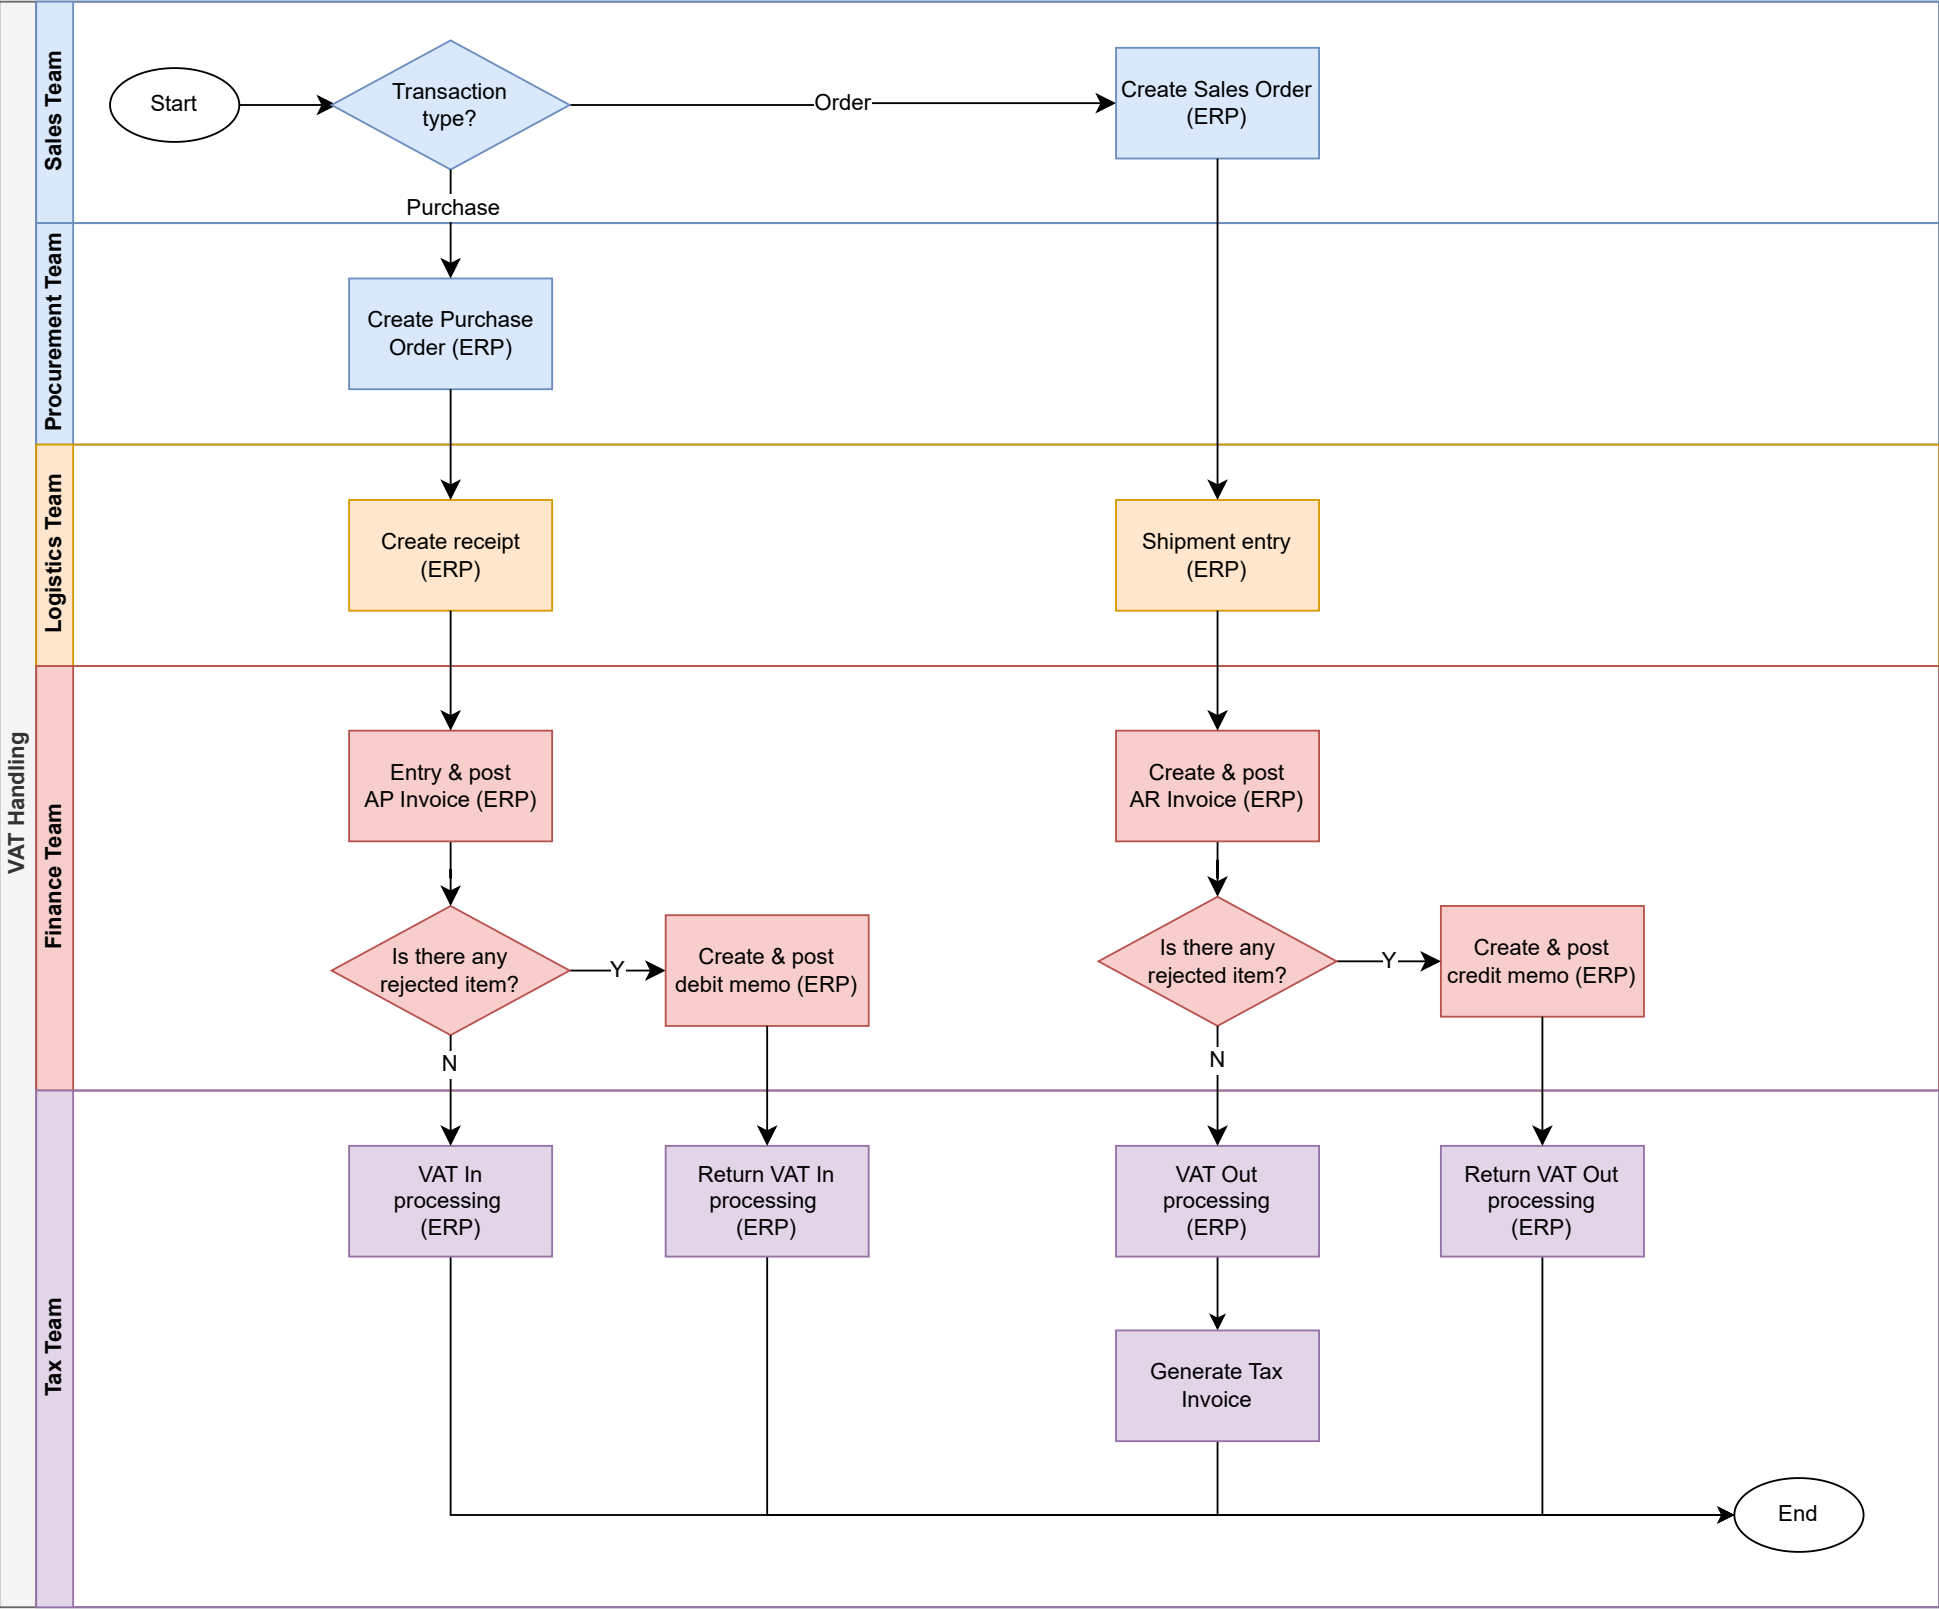 VAT Handling
Sales Team
Start
Transaction
type?
Order
Create Sales Order
(ERP)
Purchase
Procurement Team
Create Purchase
Order (ERP)
Logistics Team
Create receipt
(ERP)
Shipment entry
(ERP)
Finance Team
Entry & post
AP Invoice (ERP)
Create & post
AR Invoice (ERP)
Is there any
rejected item?
Y
Create & post
debit memo (ERP)
Is there any
rejected item?
Y
Create & post
credit memo (ERP)
N
N
Tax Team
VAT In
processing
(ERP)
Return VAT In
processing
(ERP)
VAT Out
processing
(ERP)
Return VAT Out
processing
(ERP)
Generate Tax
Invoice
End